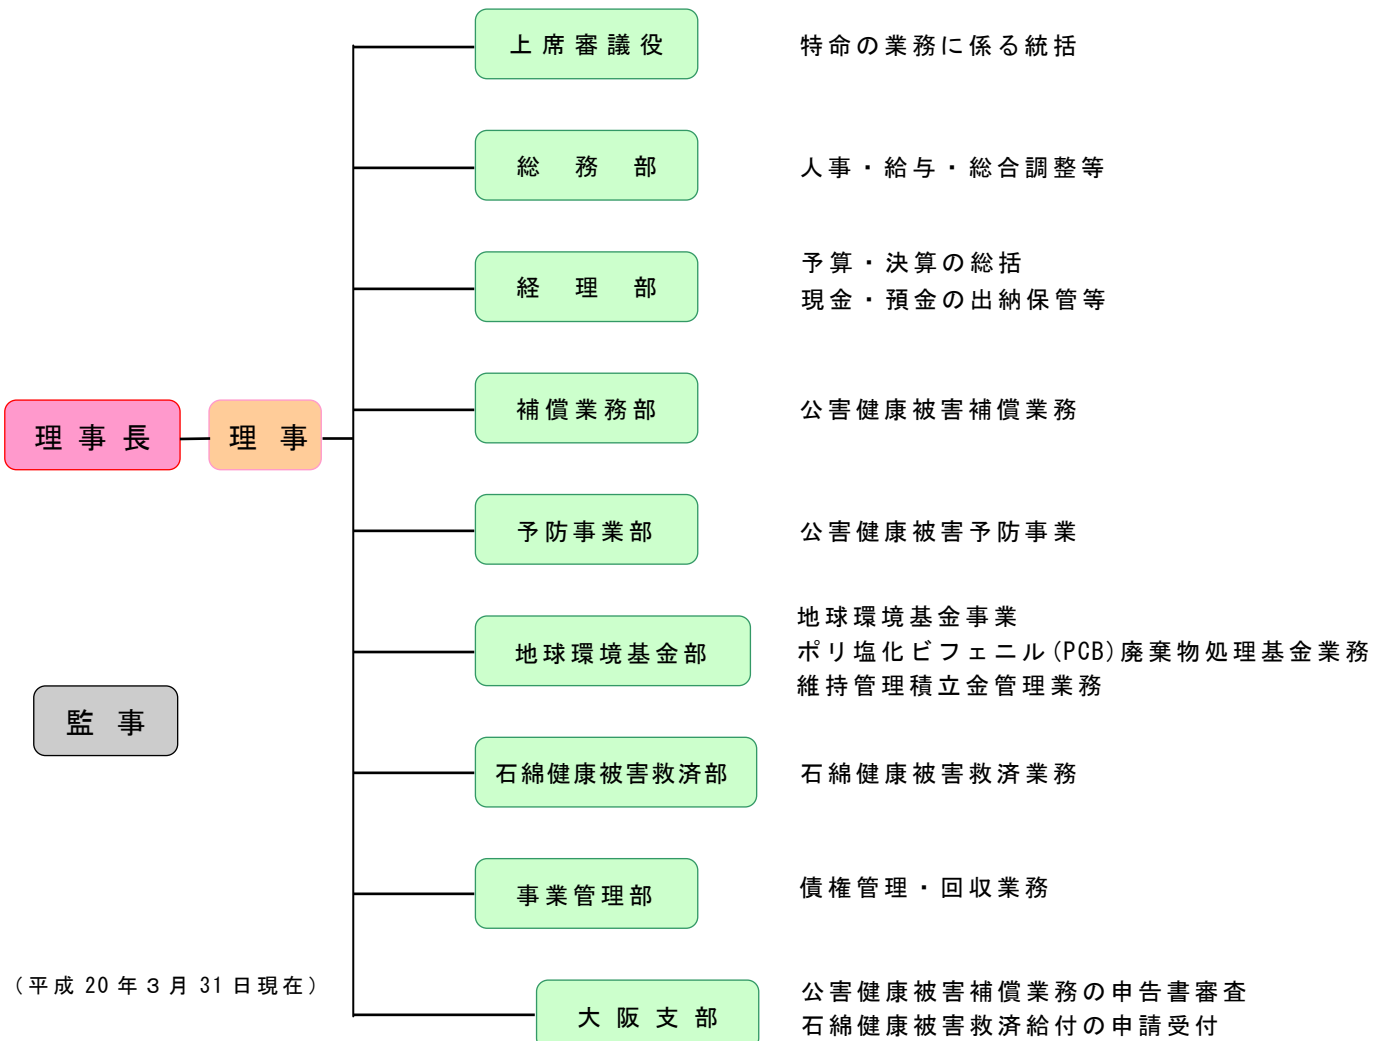 上席審議役 特命の業務に係る統括
総務部 人事・給与・総合調整等
経理部 予算・決算の総括
現金・預金の出納保管等
補償業務部 公害健康被害補償業務
理事長 理事
予防事業部 公害健康被害予防事業
地球環境基金部 地球環境基金事業
ポリ塩化ビフェニル(PCB)廃棄物処理基金業務
維持管理積立金管理業務
監事
石綿健康被害救済部 石綿健康被害救済業務
事業管理部 債権管理・回収業務
(平成20年3月31日現在)
大阪支部 公害健康被害補償業務の申告書審査
石綿健康被害救済給付の申請受付